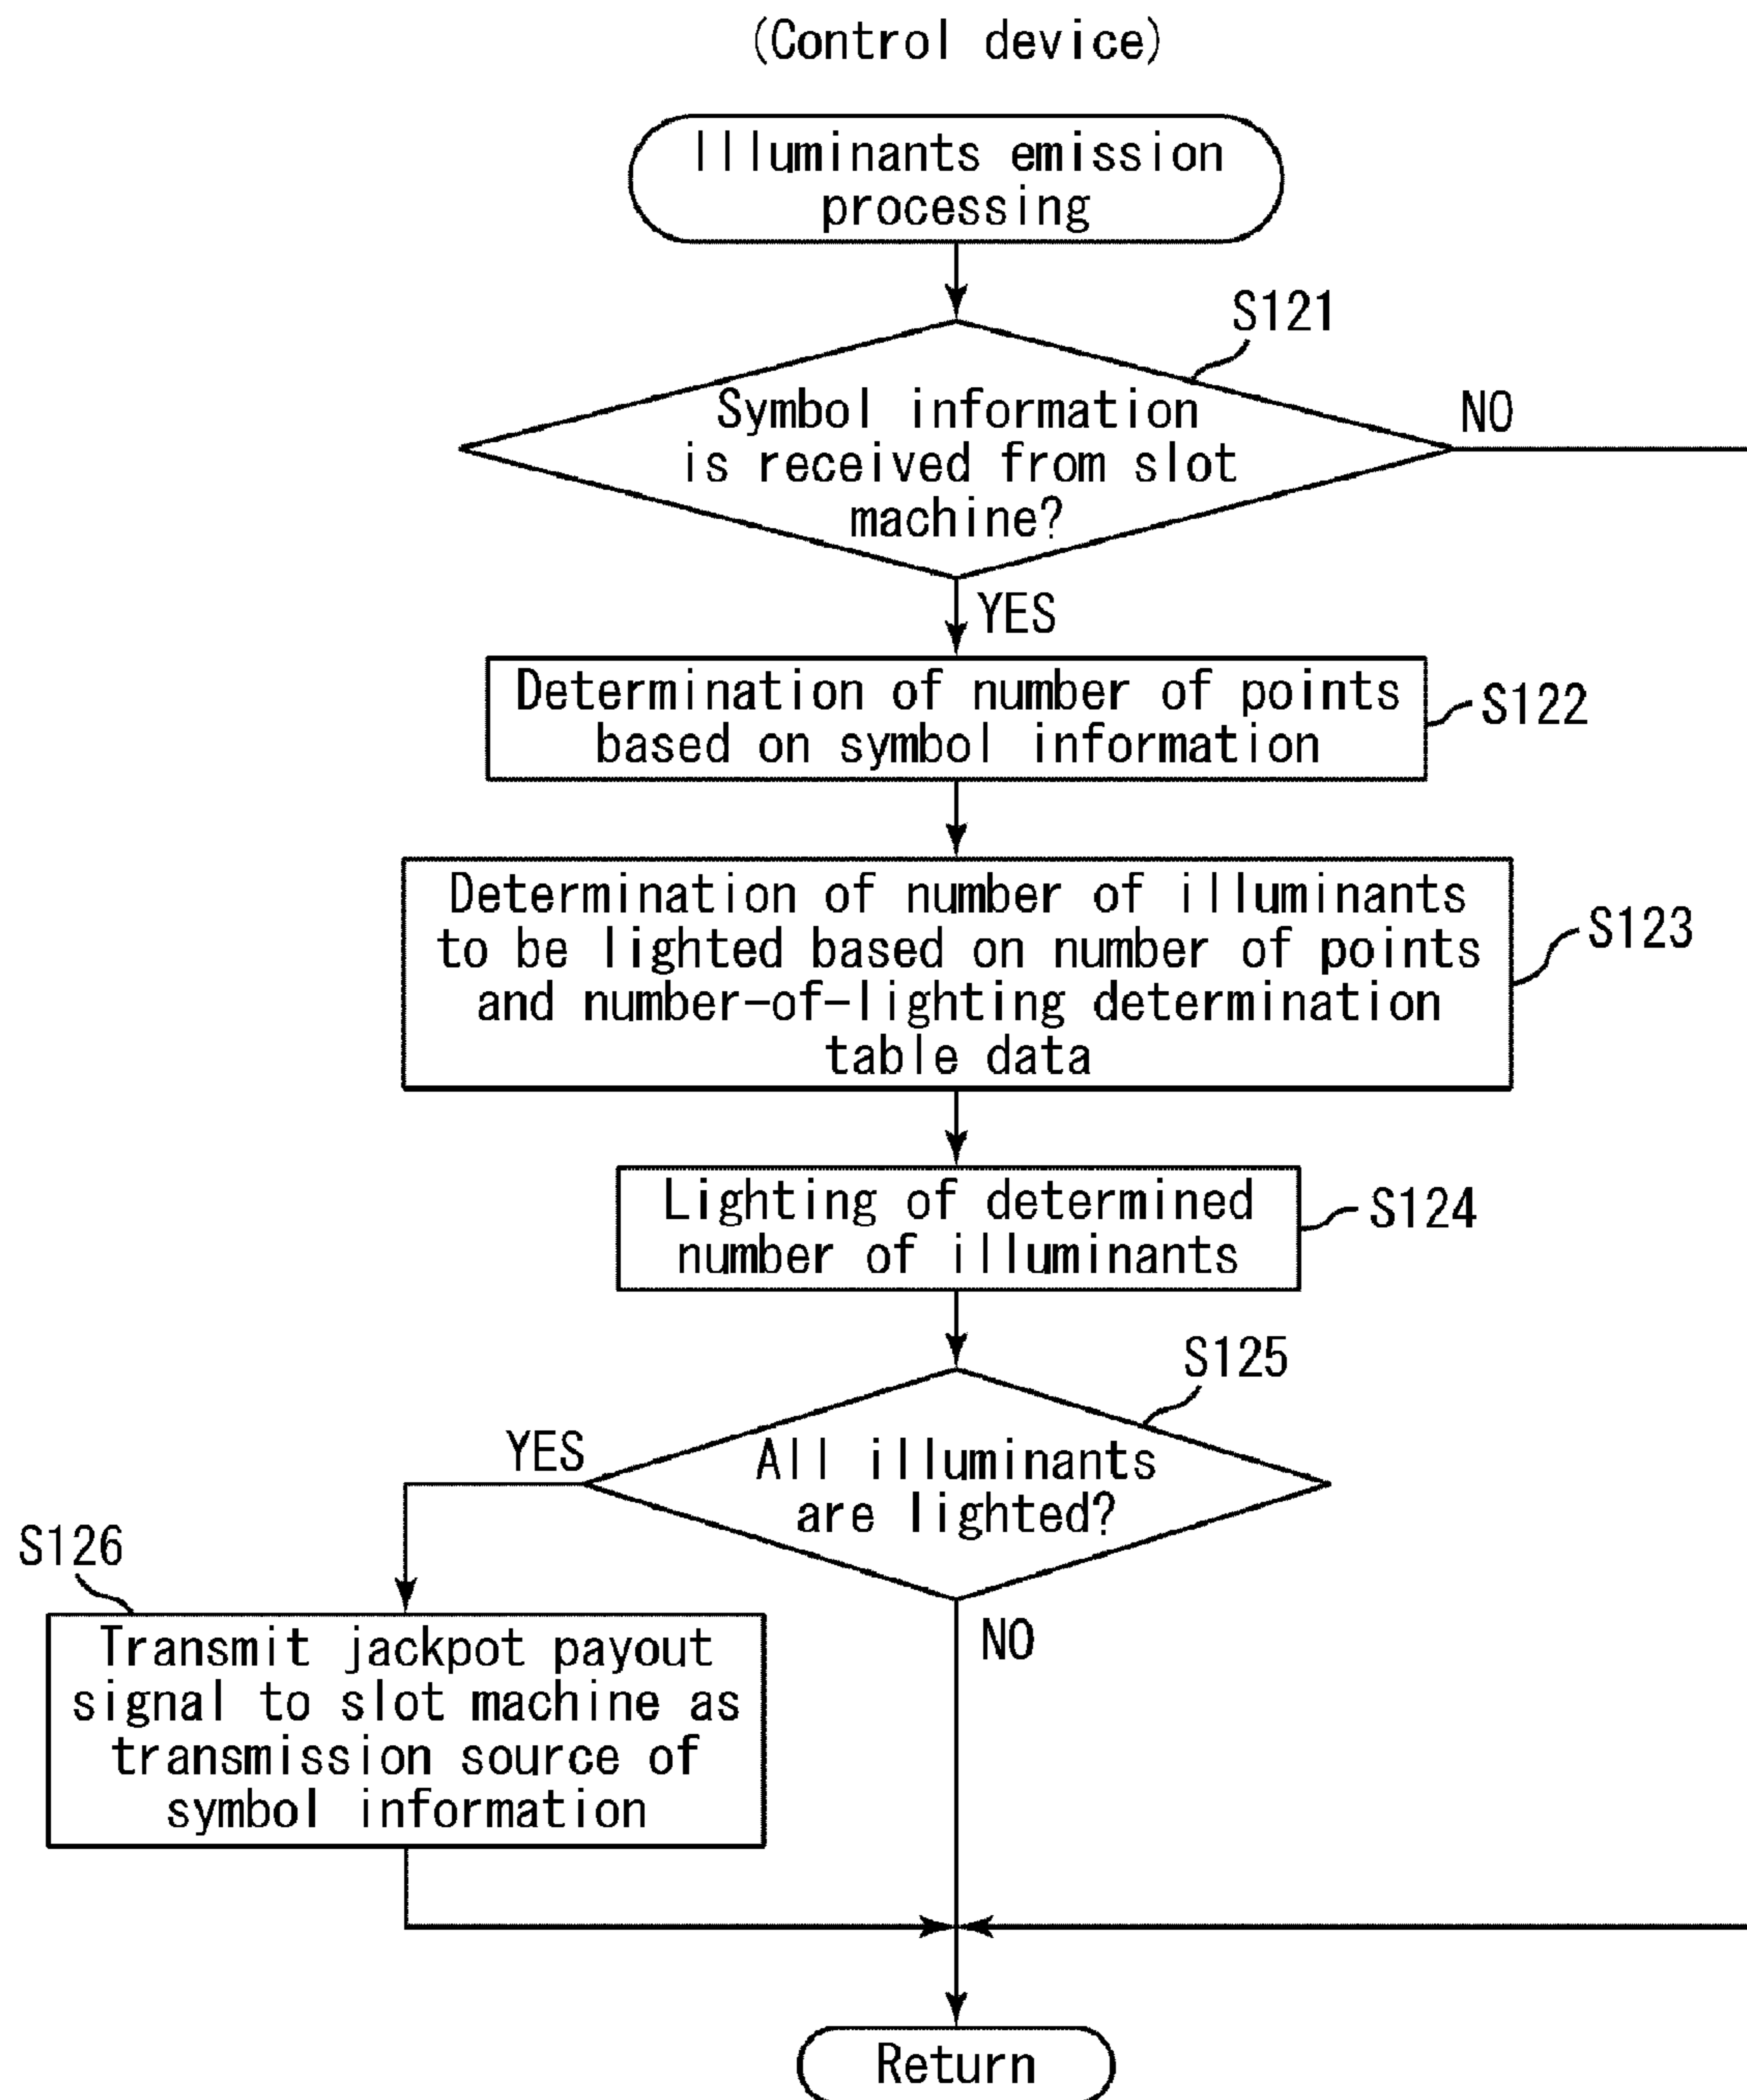 (Control device)
Illuminants emission
processing
S121
Symbol information
is received from slot
machine?
NO
YES
Determination of number of points
based on symbol information
S122
Determination of number of illuminants
to be lighted based on number of points
and number-of-lighting determination
table data
S123
Lighting of determined
number of illuminants
S124
S125
All illuminants
are lighted?
YES
NO
S126
Transmit jackpot payout
signal to slot machine as
transmission source of
symbol information
Return